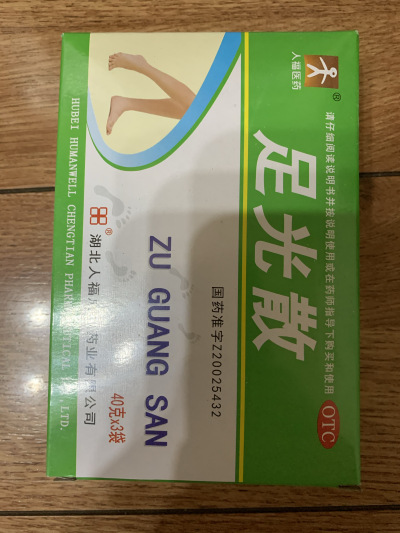 人福医药
®
请仔细阅读说明书并按说明使用或在药师指导下购买和使用
足光散
OTC
国药准字Z20025432
ZU GUANG SAN
40克x3袋
®
湖北人福 药业有限公司
HUBEI HUMANWELL CHENGTIAN LTD.